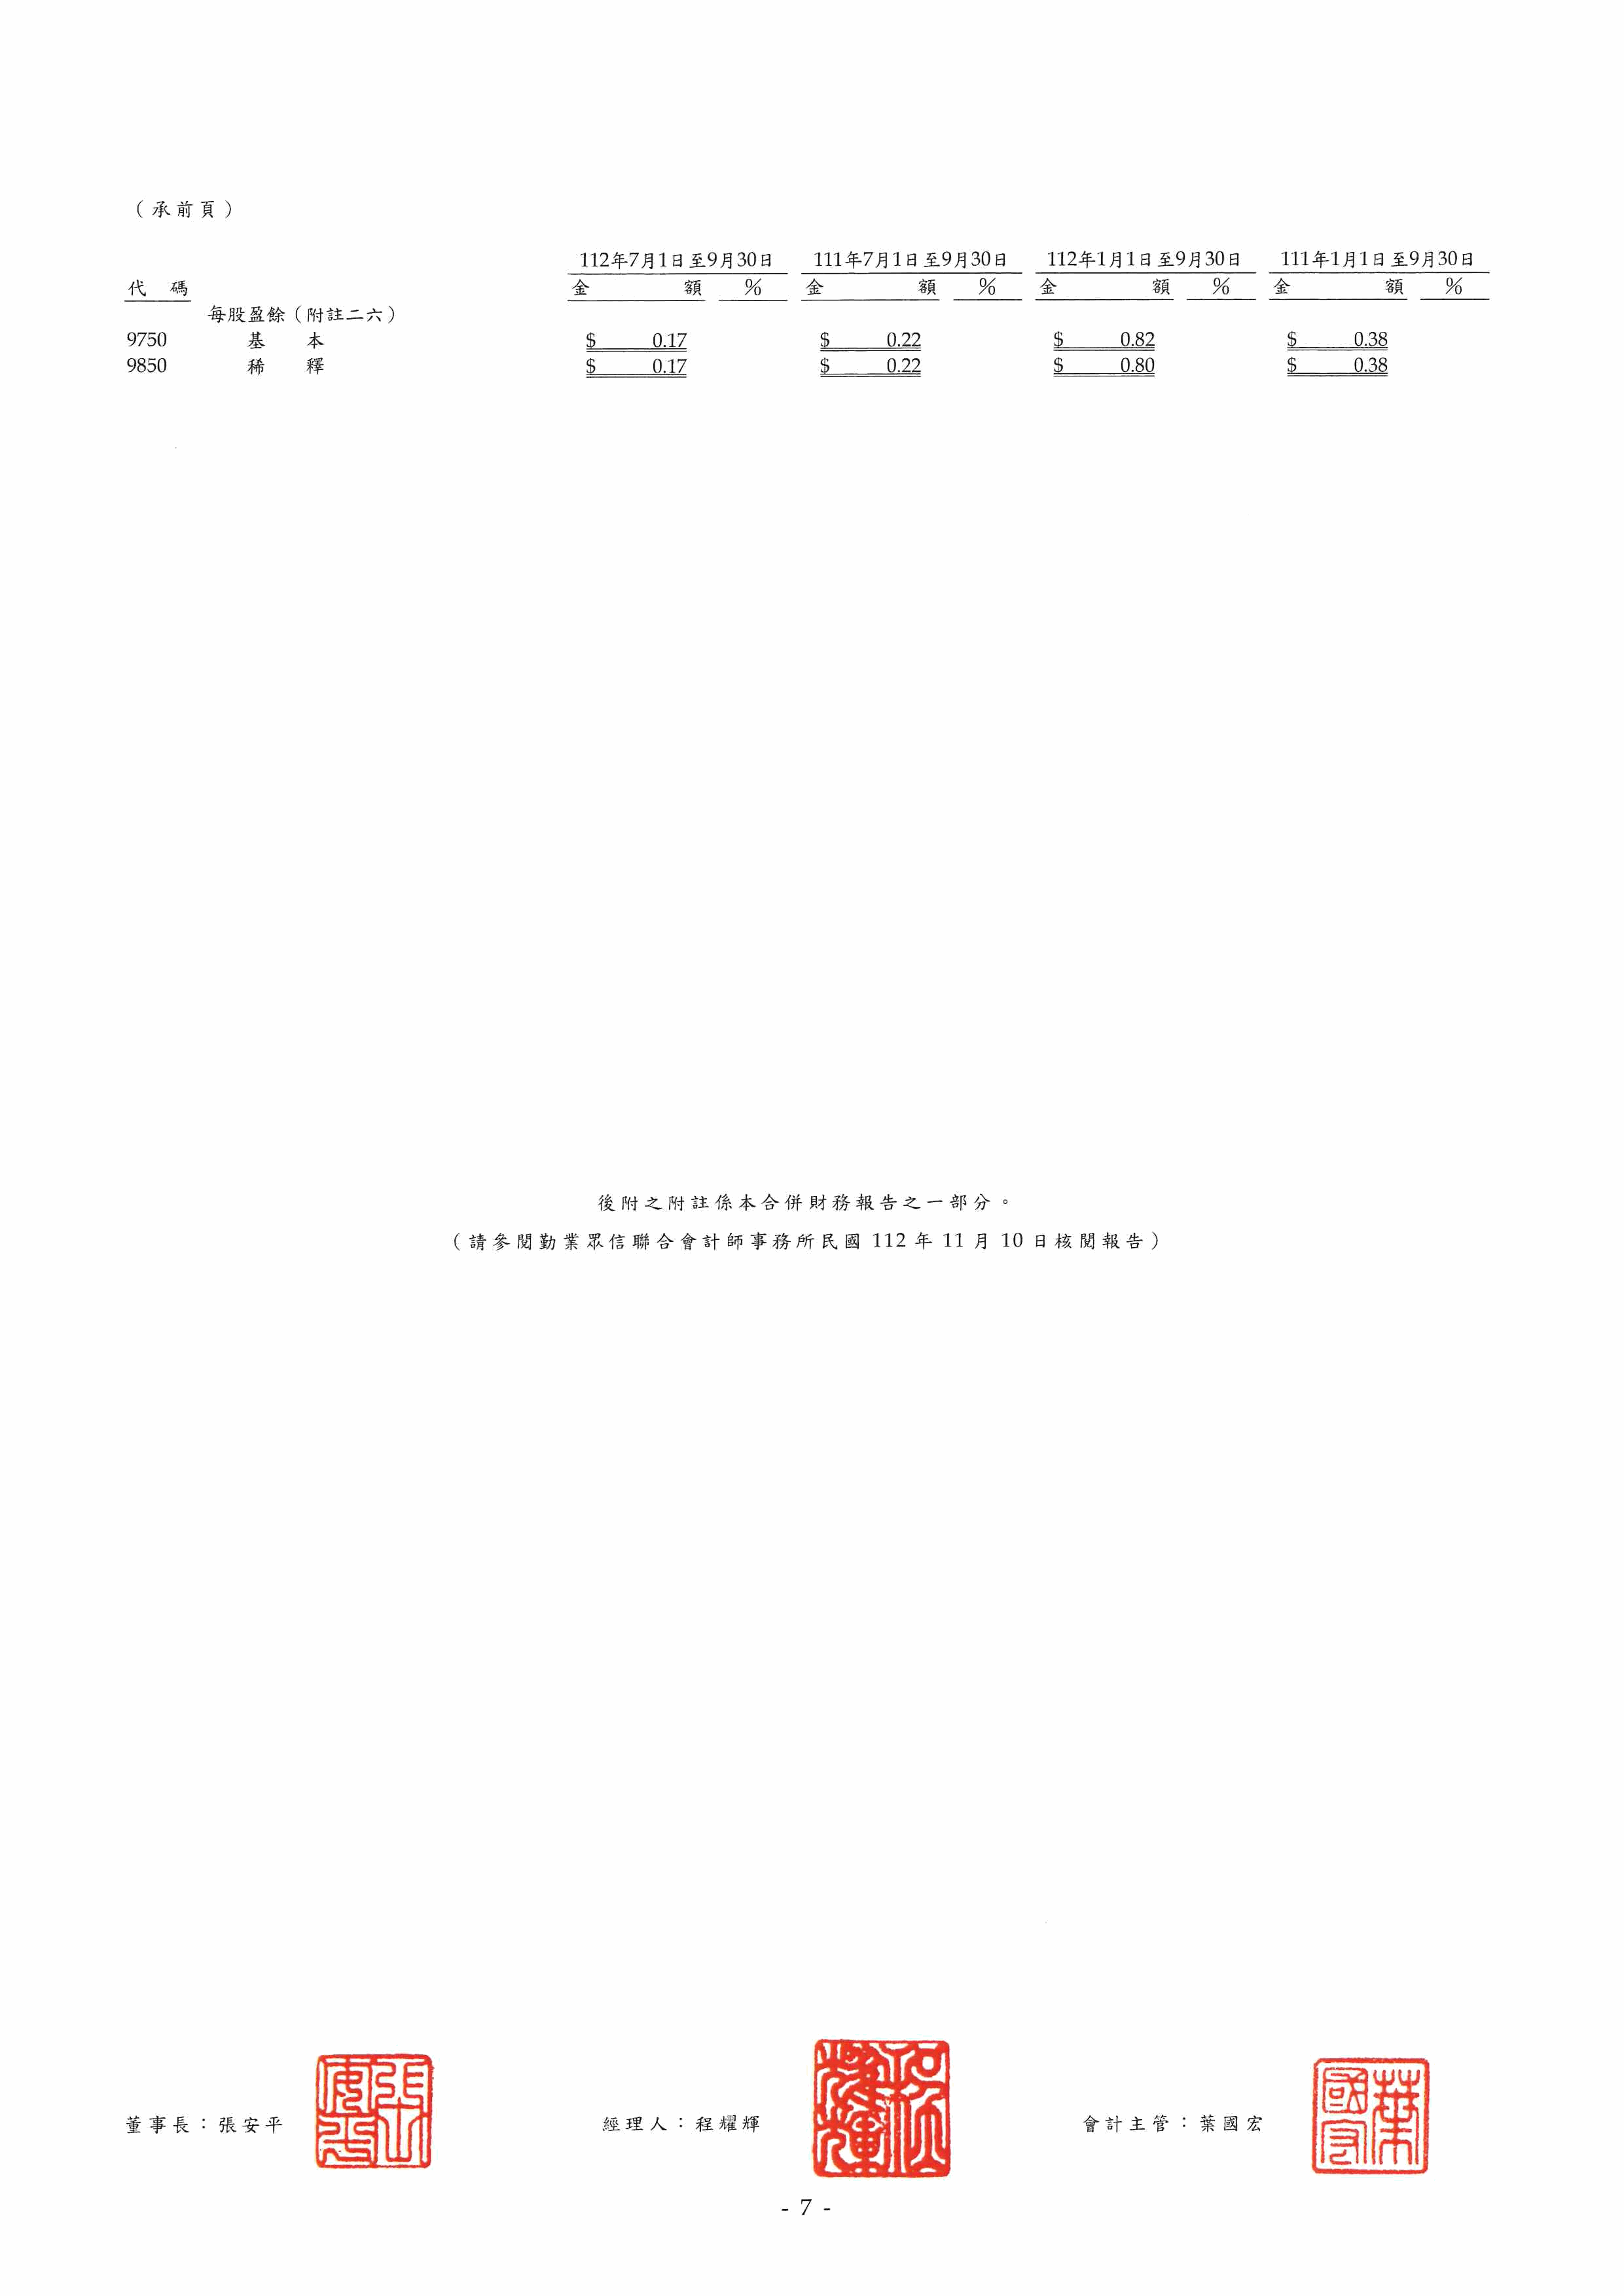 （承前頁）
112年7月1日至9月30日 111年7月1日至9月30日 112年1月1日至9月30日 111年1月1日至9月30日
代 碼 金 額 % 金 額 % 金 額 % 金 額 %
每股盈餘（附註二六）
9750 基 本 $ 0.17 $ 0.22 $ 0.82 $ 0.38
9850 稀 釋 $ 0.17 $ 0.22 $ 0.80 $ 0.38
後附之附註係本合併財務報告之一部分。
（請參閱勤業眾信聯合會計師事務所民國 112 年 11 月 10 日核閱報告）
董事長：張安平 經理人：程耀輝 會計主管：葉國宏
- 7 -